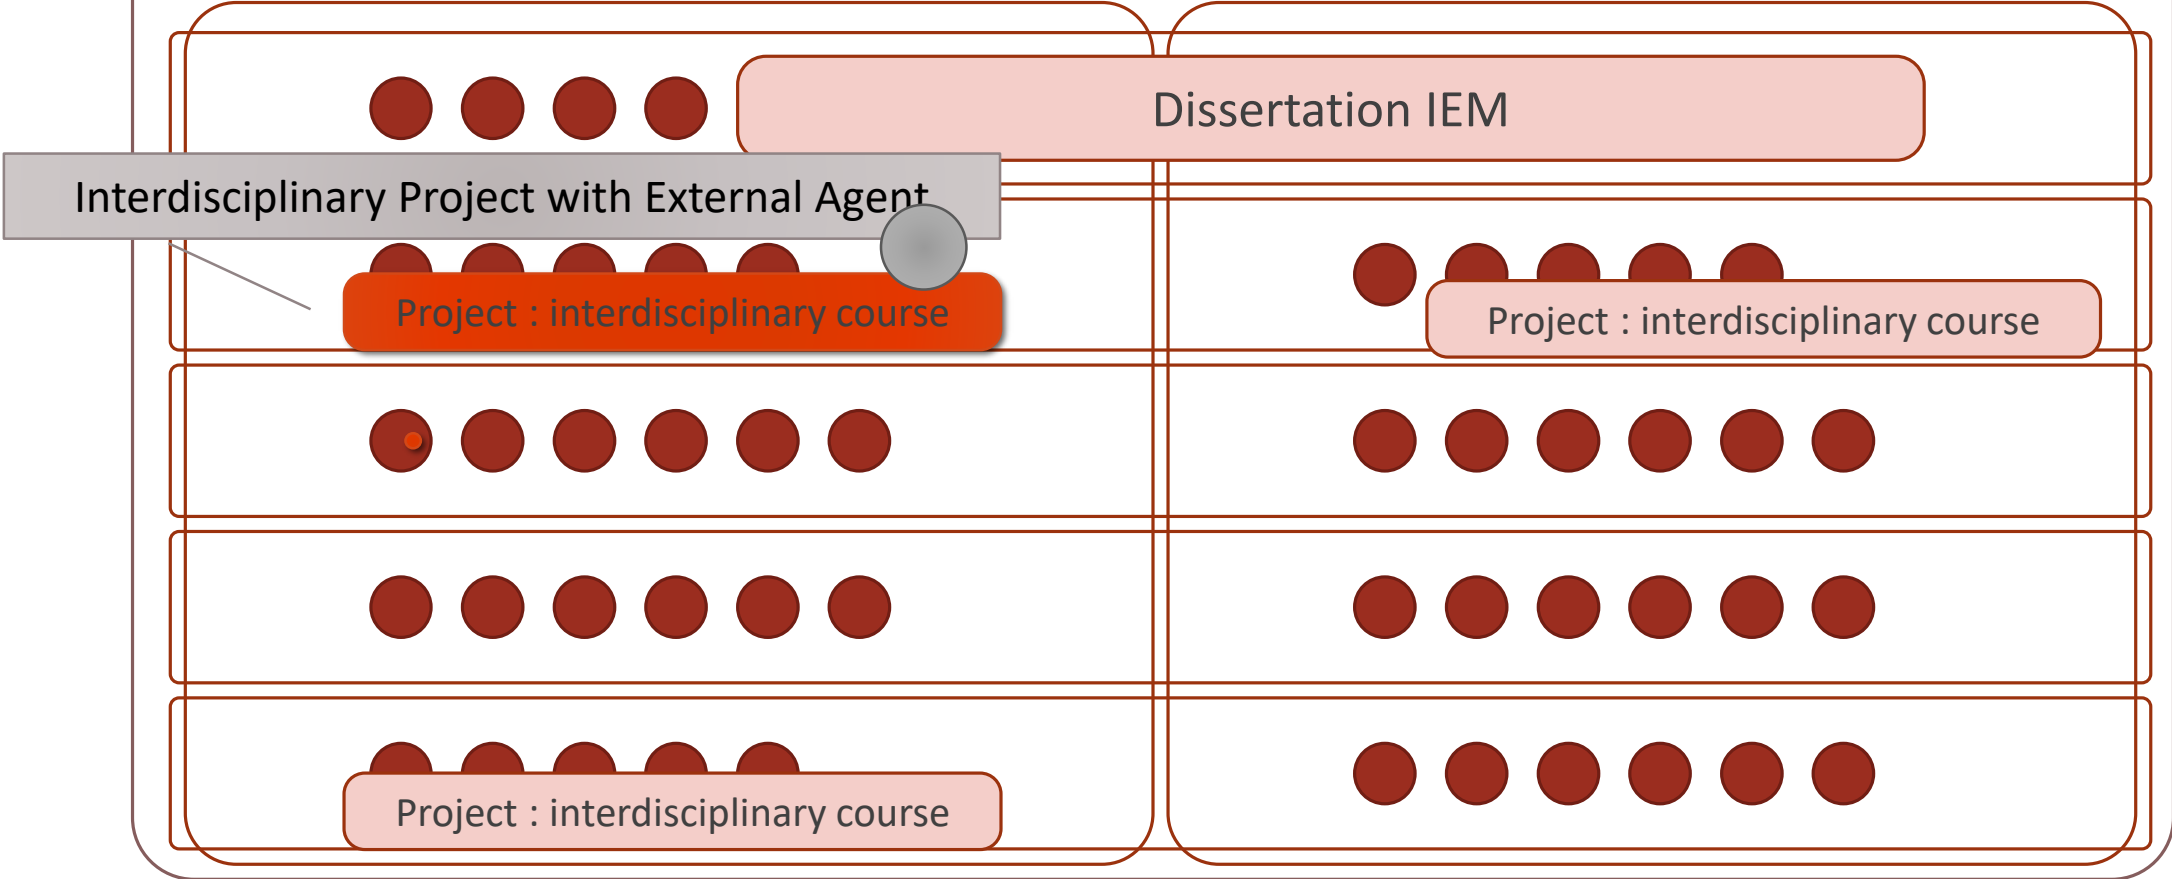 Dissertation IEM
Interdisciplinary Project with External Agent
Project : interdisciplinary course
Project : interdisciplinary course
Project : interdisciplinary course